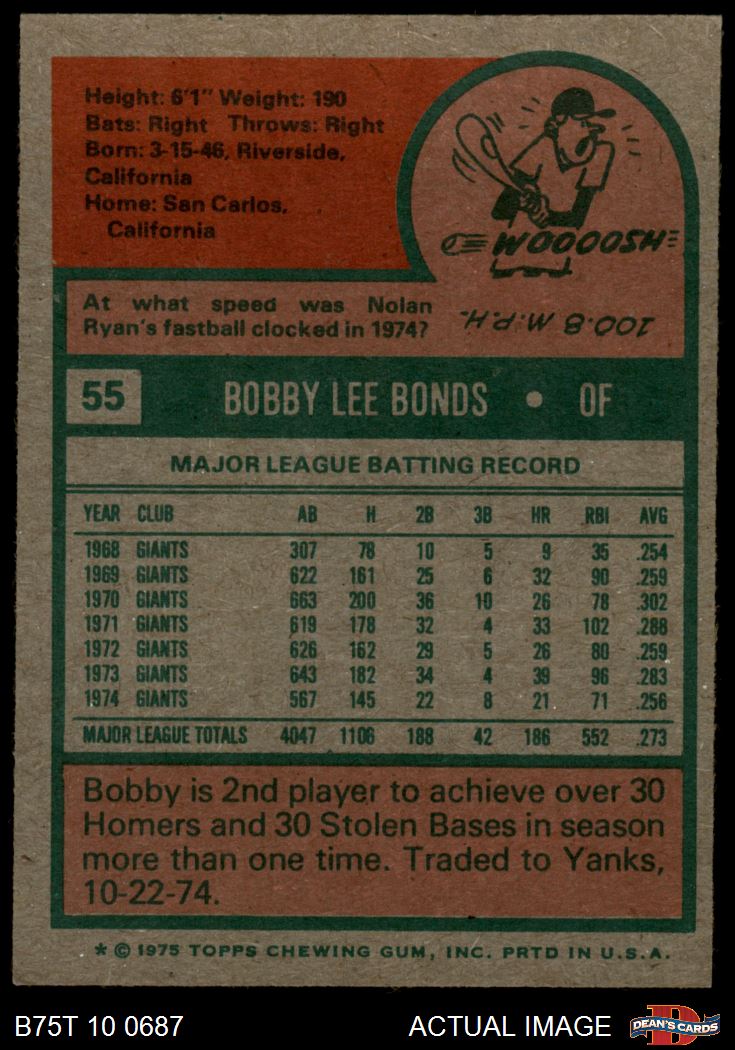 Height: 6'1" Weight: 190
Bats: Right Throws: Right
Born: 3-15-46, Riverside,
California
Home: San Carlos,
California
WOOOOSH
At what speed was Nolan
Ryan's fastball clocked in 1974?
100.8 M.P.H.
55 BOBBY LEE BONDS • OF
MAJOR LEAGUE BATTING RECORD
YEAR CLUB AB H 2B 3B HR RBI AVG
1968 GIANTS 307 78 10 5 9 35 .254
1969 GIANTS 622 161 25 6 32 90 .259
1970 GIANTS 663 200 36 10 26 78 .302
1971 GIANTS 619 178 32 4 33 102 .288
1972 GIANTS 626 162 29 5 26 80 .259
1973 GIANTS 643 182 34 4 39 96 .283
1974 GIANTS 567 145 22 8 21 71 .256
MAJOR LEAGUE TOTALS 4047 1106 188 42 186 552 .273
Bobby is 2nd player to achieve over 30
Homers and 30 Stolen Bases in season
more than one time. Traded to Yanks,
10-22-74.
* © 1975 TOPPS CHEWING GUM, INC. PRTD IN U.S.A.
B75T 10 0687 ACTUAL IMAGE D DEAN'S CARDS